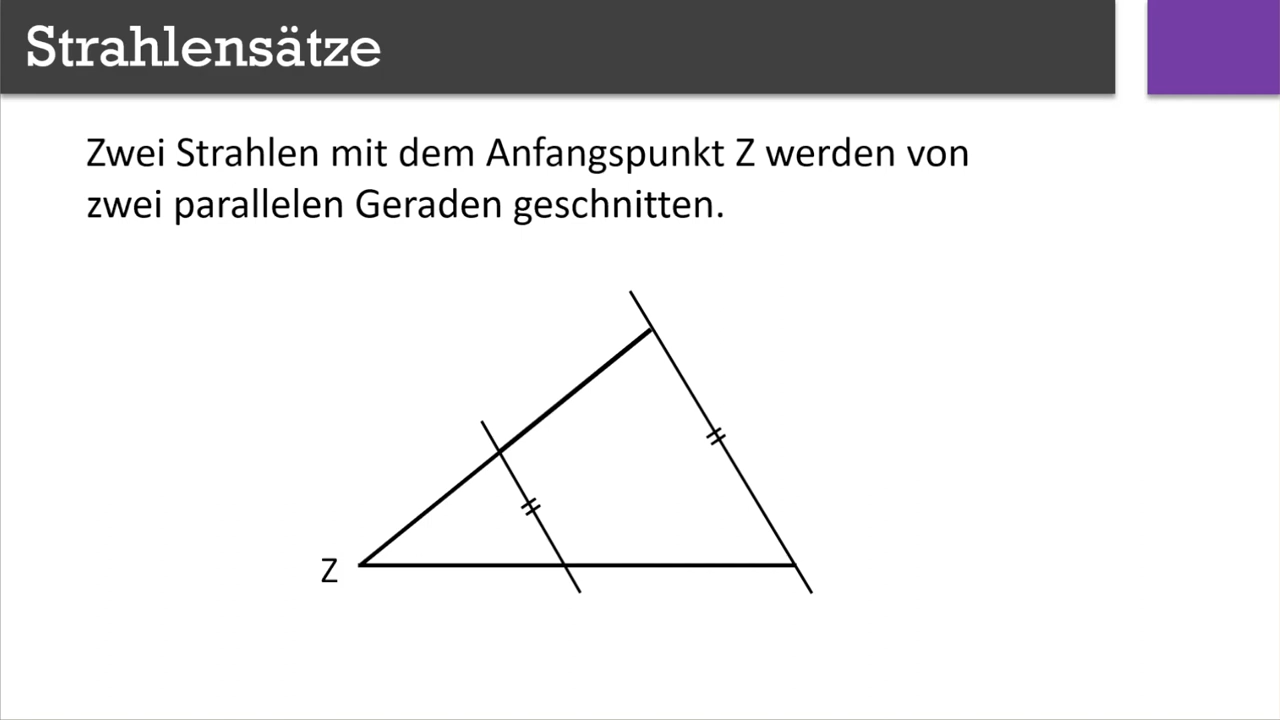 Strahlensätze
Zwei Strahlen mit dem Anfangspunkt Z werden von
zwei parallelen Geraden geschnitten.
Z